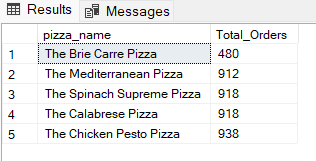 Results Messages
pizza_name Total_Orders
1 The Brie Carre Pizza 480
2 The Mediterranean Pizza 912
3 The Spinach Supreme Pizza 918
4 The Calabrese Pizza 918
5 The Chicken Pesto Pizza 938